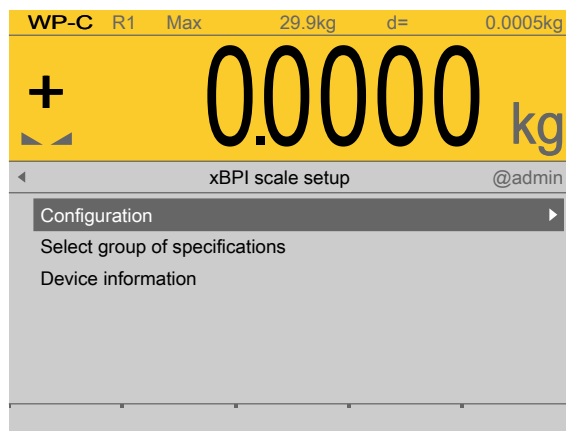 WP-C R1 Max 29.9kg d= 0.0005kg
+ 0.0000 kg
xBPI scale setup @admin
Configuration
Select group of specifications
Device information